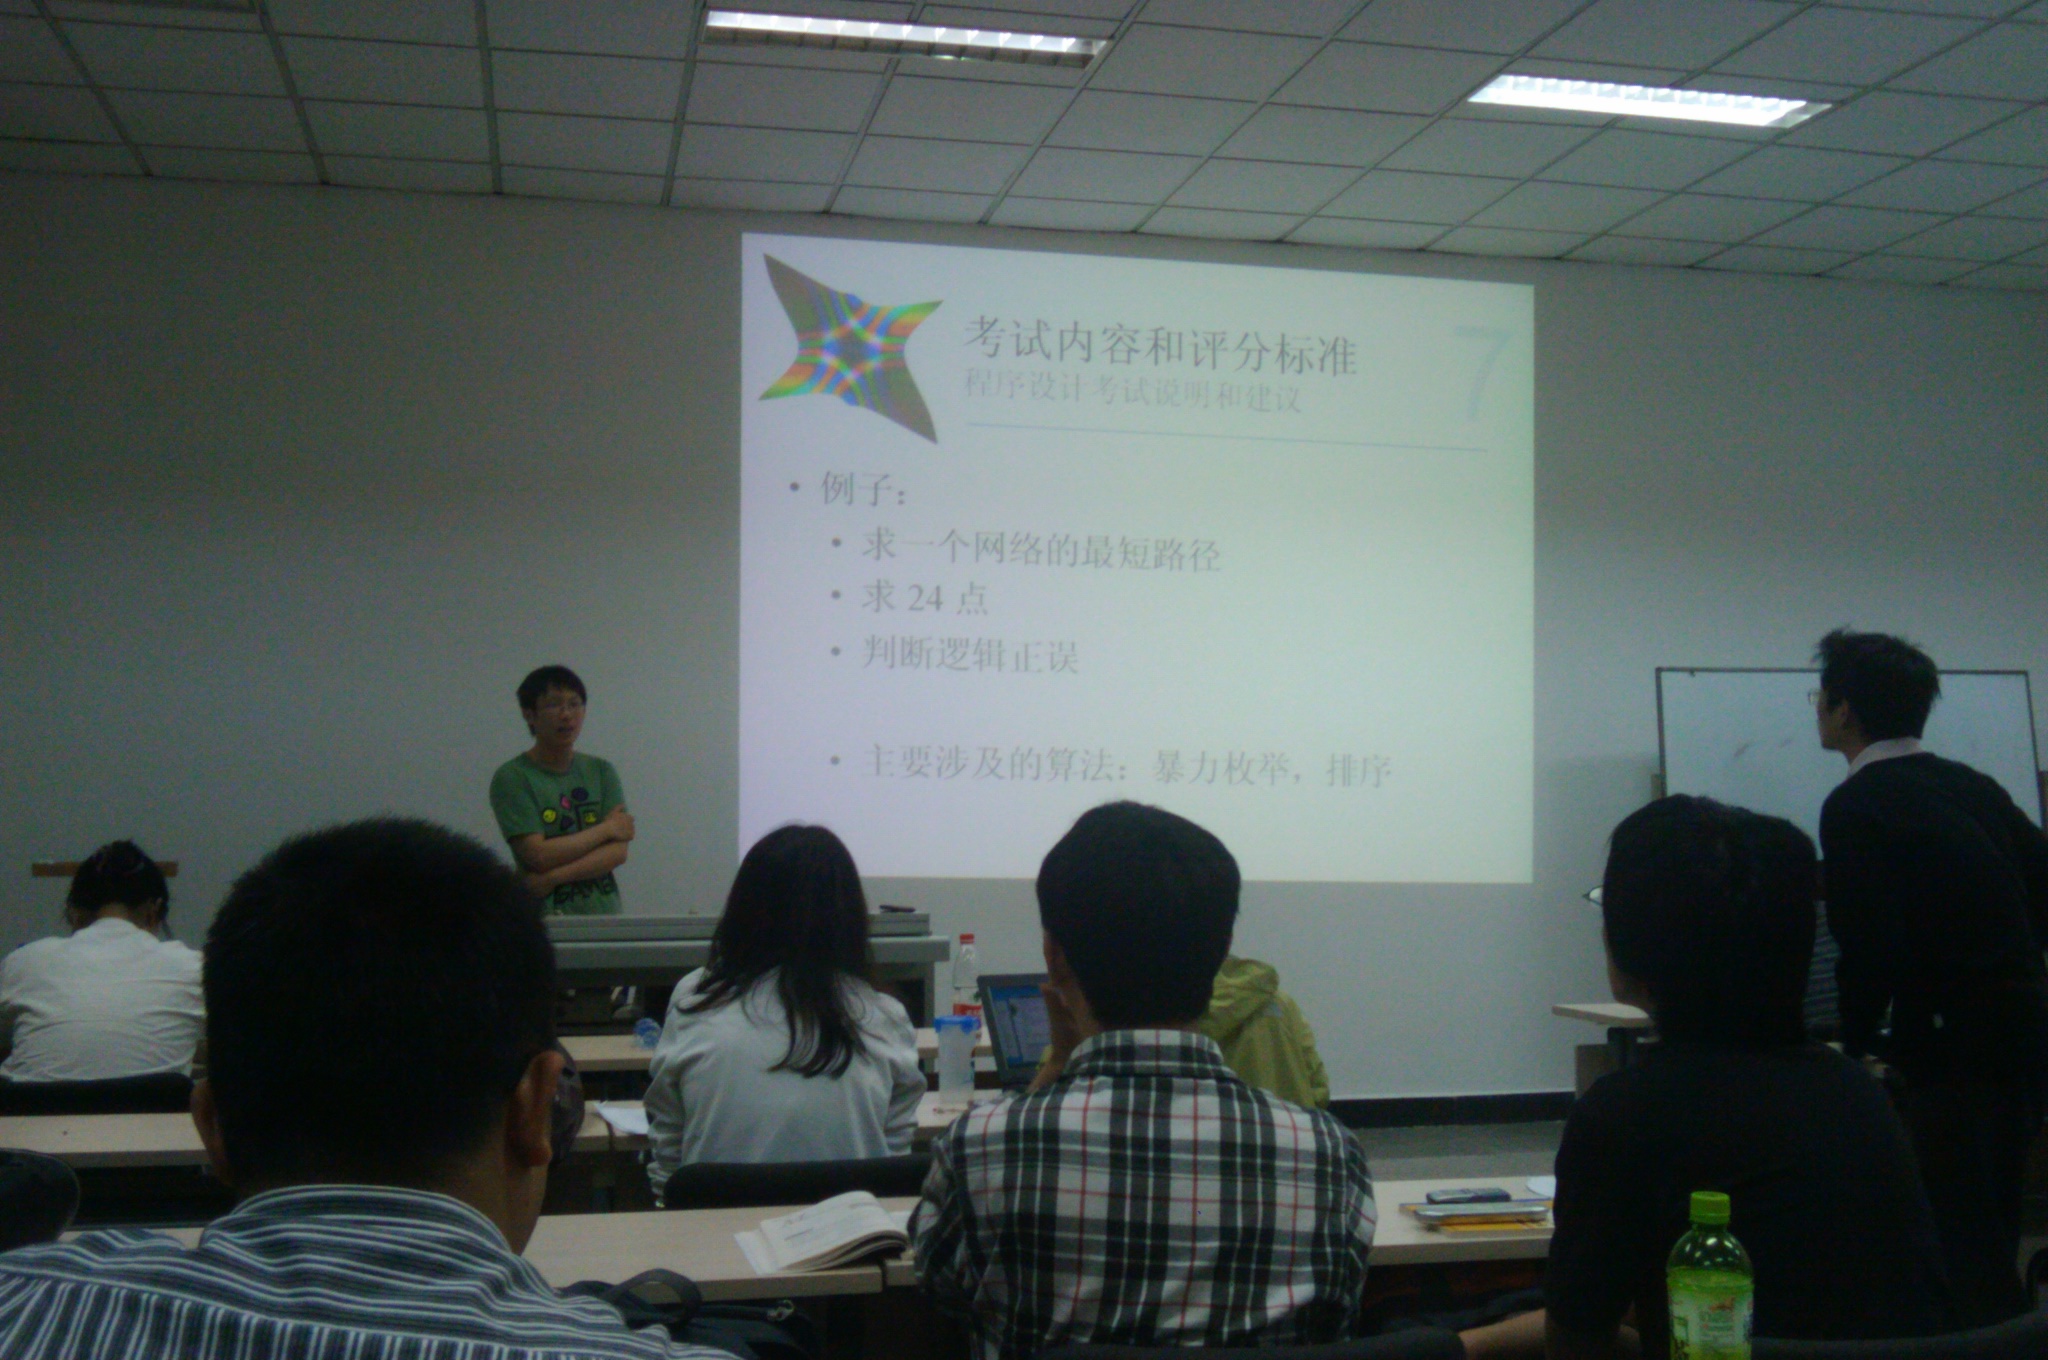 考试内容和评分标准
7
程序设计考试说明和建议
• 例子：
• 求一个网络的最短路径
• 求 24 点
• 判断逻辑正误
• 主要涉及的算法：暴力枚举，排序